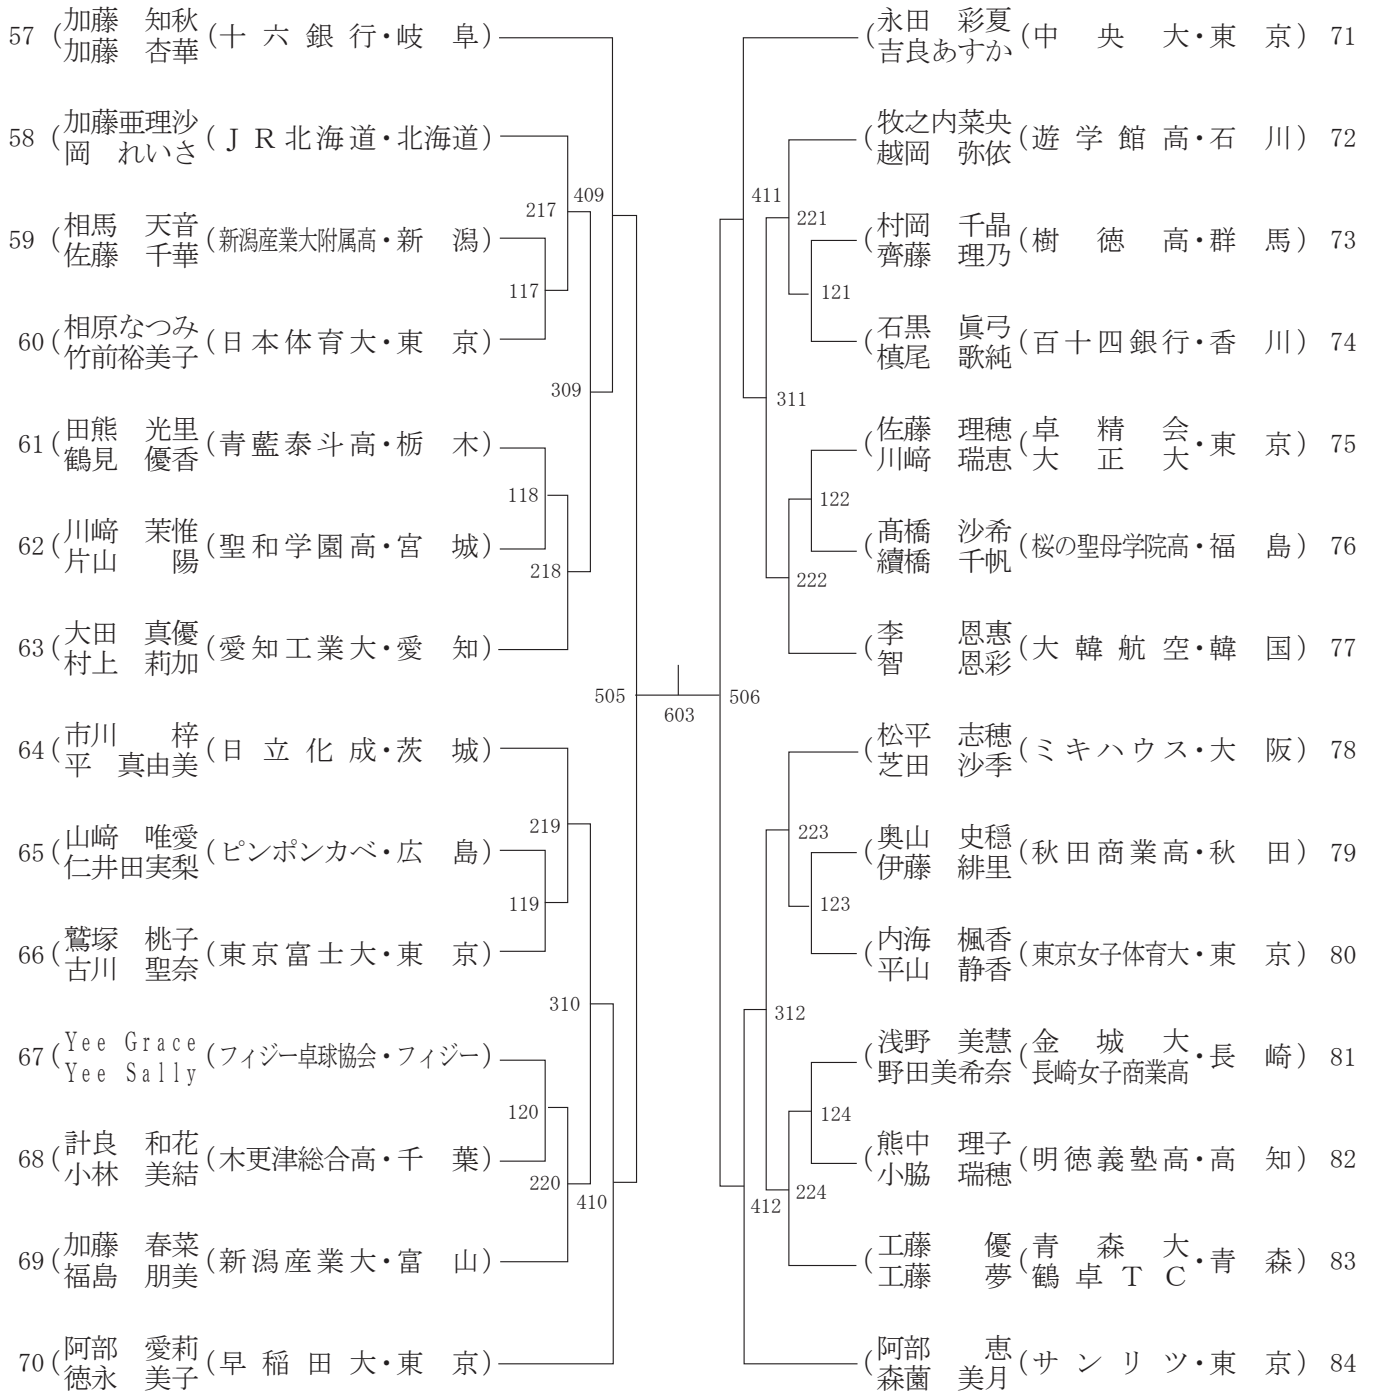 57 (加藤 知秋 (十六銀行・岐阜)
加藤 杏華
58 (加藤亜理沙 (JR北海道・北海道)
岡 れいさ
409
217
59 (相馬 天音 (新潟産業大附属高・新潟)
佐藤 千華
117
60 (相原なつみ (日本体育大・東京)
竹前裕美子
309
61 (田熊 光里 (青藍泰斗高・栃木)
鶴見 優香
118
62 (川﨑 茉惟 (聖和学園高・宮城)
片山 陽
218
63 (大田 真優 (愛知工業大・愛知)
村上 莉加
505
64 (市川 梓 (日立化成・茨城)
平 真由美
219
65 (山﨑 唯愛 (ピンポンカベ・広島)
仁井田実梨
119
66 (鷲塚 桃子 (東京富士大・東京)
古川 聖奈
310
67 (Yee Grace (フィジー卓球協会・フィジー)
Yee Sally
120
68 (計良 和花 (木更津総合高・千葉)
小林 美結
220
410
69 (加藤 春菜 (新潟産業大・富山)
福島 朋美
70 (阿部 愛莉 (早稲田大・東京)
徳永 美子
603
(永田 彩夏 (中央大・東京) 71
吉良あすか
(牧之内菜央 (遊学館高・石川) 72
越岡 弥依
411
221
(村岡 千晶 (樹徳高・群馬) 73
齊藤 理乃
121
(石黒 眞弓 (百十四銀行・香川) 74
槙尾 歌純
311
(佐藤 理穂 (卓精会・東京) 75
川﨑 瑞恵 大正大
122
(髙橋 沙希 (桜の聖母学院高・福島) 76
續橋 千帆
222
(李 恩惠 (大韓航空・韓国) 77
智 恩彩
506
(松平 志穂 (ミキハウス・大阪) 78
芝田 沙季
223
(奥山 史穏 (秋田商業高・秋田) 79
伊藤 緋里
123
(内海 楓香 (東京女子体育大・東京) 80
平山 静香
312
(浅野 美慧 (金城大・長崎) 81
野田美希奈 長崎女子商業高
124
(熊中 理子 (明徳義塾高・高知) 82
小脇 瑞穂
412
224
(工藤 優 (青森大・青森) 83
工藤 夢 鶴卓TC
(阿部 恵 (サンリツ・東京) 84
森薗 美月